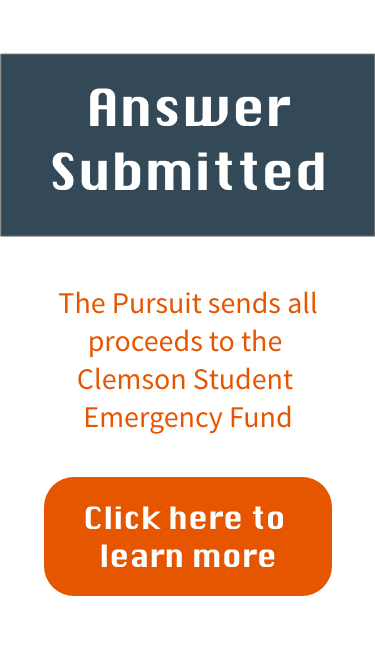 Answer
Submitted
The Pursuit sends all
proceeds to the
Clemson Student
Emergency Fund
Click here to
learn more